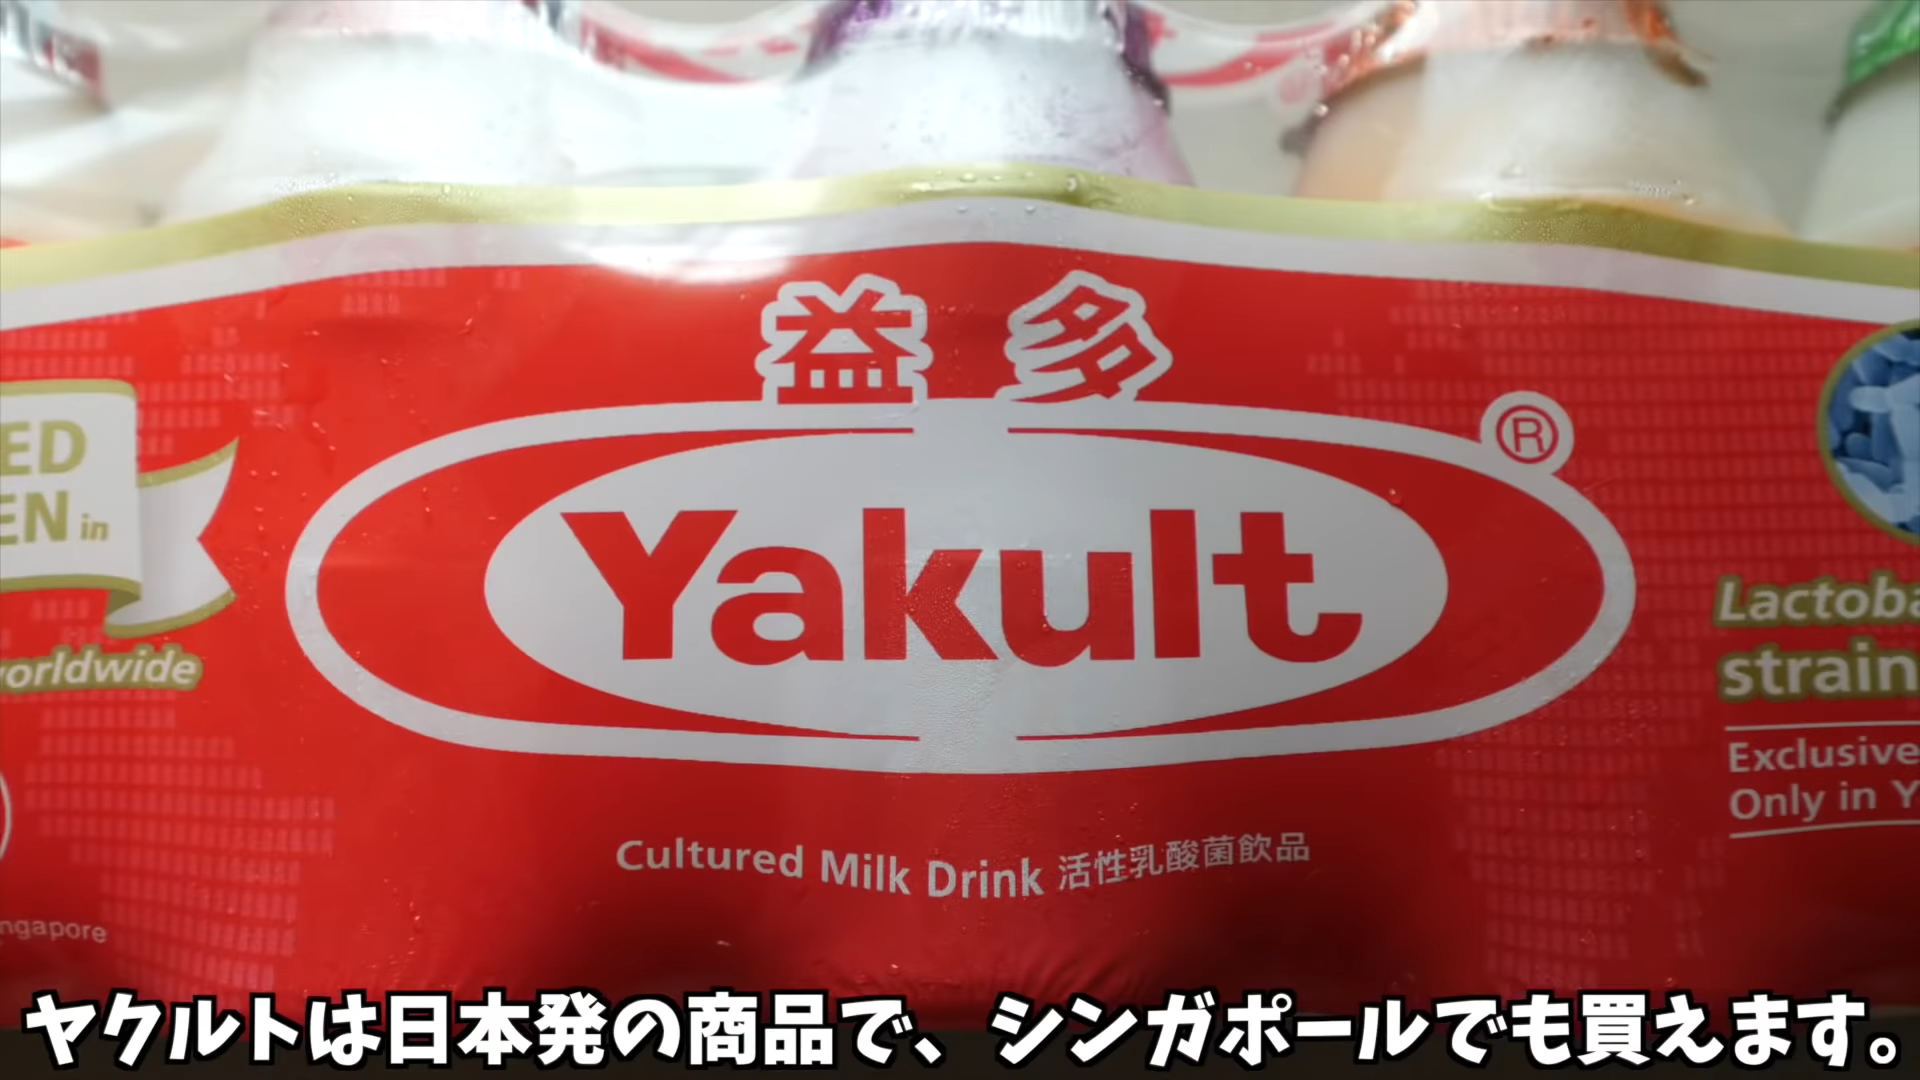 益多
®
Yakult
ED
EN in
worldwide
Lactoba
strain
Exclusive
Only in Y
Cultured Milk Drink 活性乳酸菌飲品
ngapore
ヤクルトは日本発の商品で、シンガポールでも買えます。